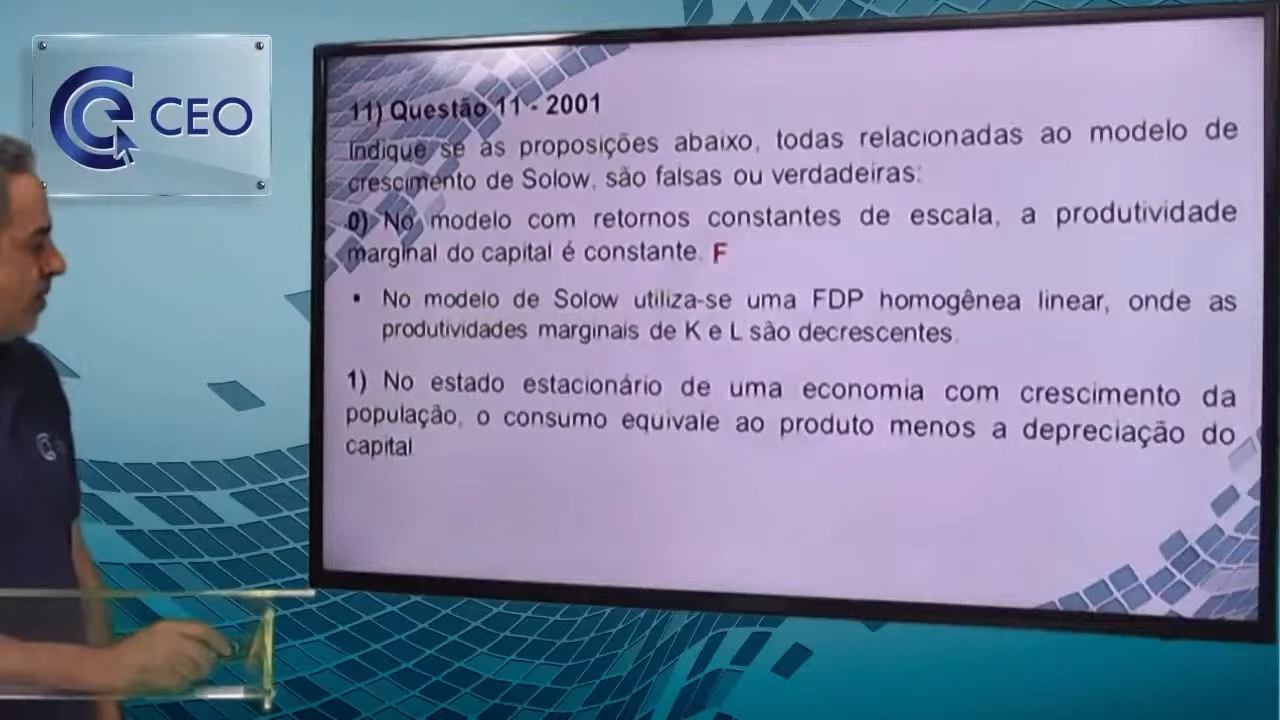 CEO
11) Questão 11 - 2001
Indique se as proposições abaixo, todas relacionadas ao modelo de
crescimento de Solow, são falsas ou verdadeiras:
0) No modelo com retornos constantes de escala, a produtividade
marginal do capital é constante. F
• No modelo de Solow utiliza-se uma FDP homogênea linear, onde as
produtividades marginais de K e L são decrescentes.
1) No estado estacionário de uma economia com crescimento da
população, o consumo equivale ao produto menos a depreciação do
capital